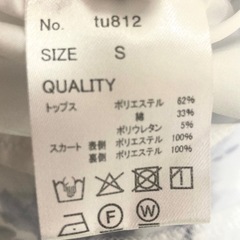 No. tu812
SIZE S
QUALITY
トップス ポリエステル 62%
綿 33%
ポリウレタン 5%
スカート 表側 ポリエステル 100%
裏側 ポリエステル 100%
F W